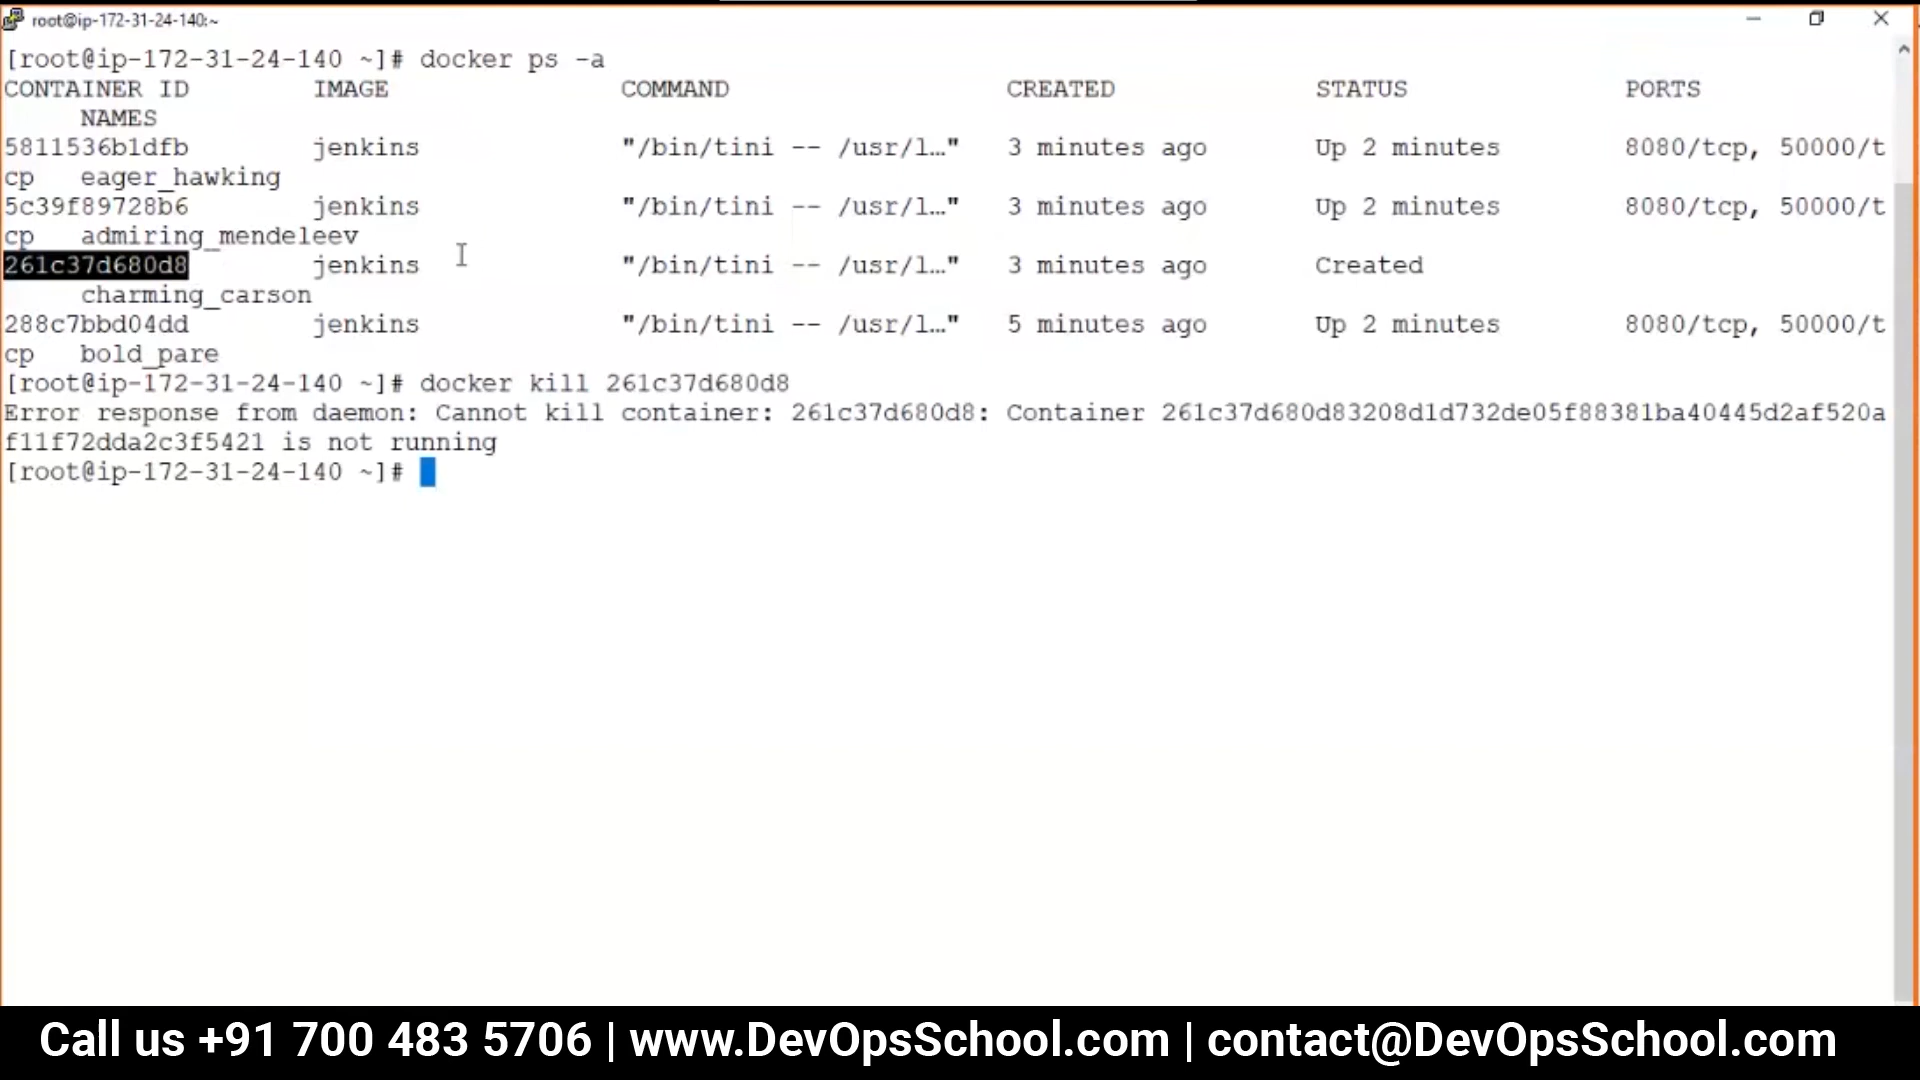 root@ip-172-31-24-140:~
[root@ip-172-31-24-140 ~]# docker ps -a
CONTAINER ID        IMAGE               COMMAND                  CREATED             STATUS              PORTS
     NAMES
5811536b1dfb        jenkins             "/bin/tini -- /usr/l…"   3 minutes ago       Up 2 minutes        8080/tcp, 50000/t
cp   eager_hawking
5c39f89728b6        jenkins             "/bin/tini -- /usr/l…"   3 minutes ago       Up 2 minutes        8080/tcp, 50000/t
cp   admiring_mendeleev
261c37d680d8        jenkins             "/bin/tini -- /usr/l…"   3 minutes ago       Created
     charming_carson
288c7bbd04dd        jenkins             "/bin/tini -- /usr/l…"   5 minutes ago       Up 2 minutes        8080/tcp, 50000/t
cp   bold_pare
[root@ip-172-31-24-140 ~]# docker kill 261c37d680d8
Error response from daemon: Cannot kill container: 261c37d680d8: Container 261c37d680d83208d1d732de05f88381ba40445d2af520a
f11f72dda2c3f5421 is not running
[root@ip-172-31-24-140 ~]#
Call us +91 700 483 5706 | www.DevOpsSchool.com | contact@DevOpsSchool.com